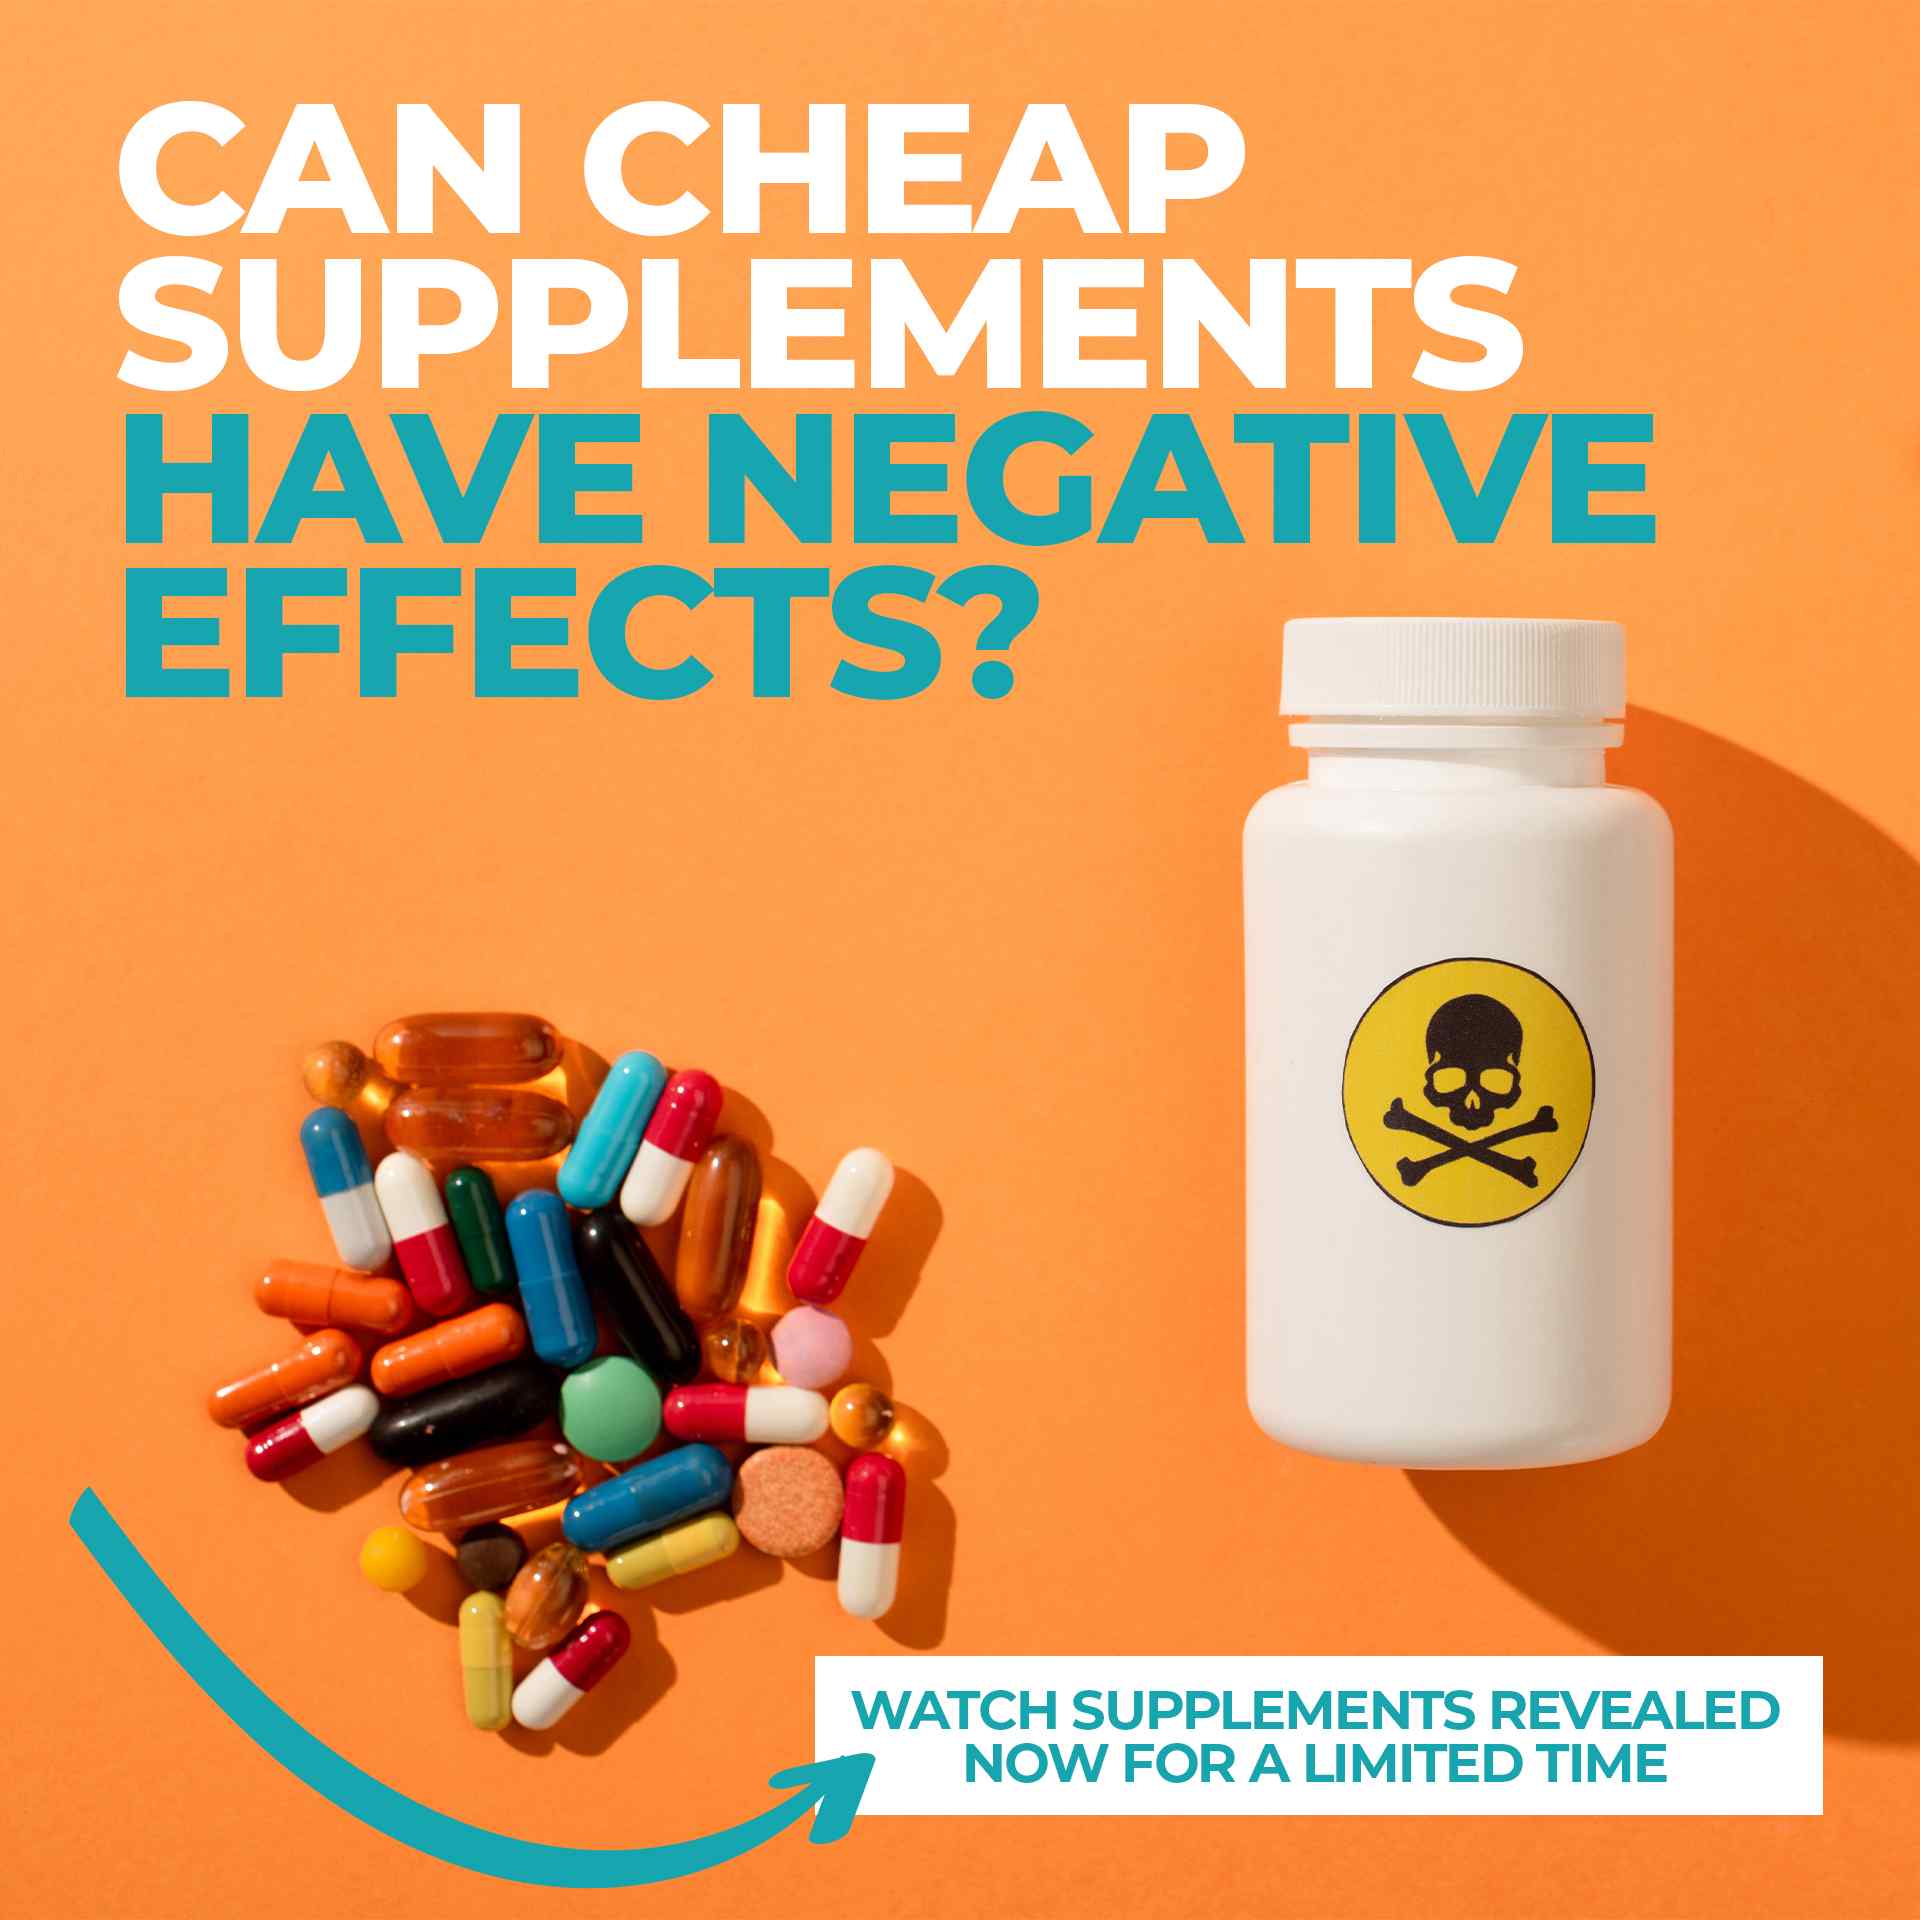 CAN CHEAP
SUPPLEMENTS
HAVE NEGATIVE
EFFECTS?
WATCH SUPPLEMENTS REVEALED
NOW FOR A LIMITED TIME